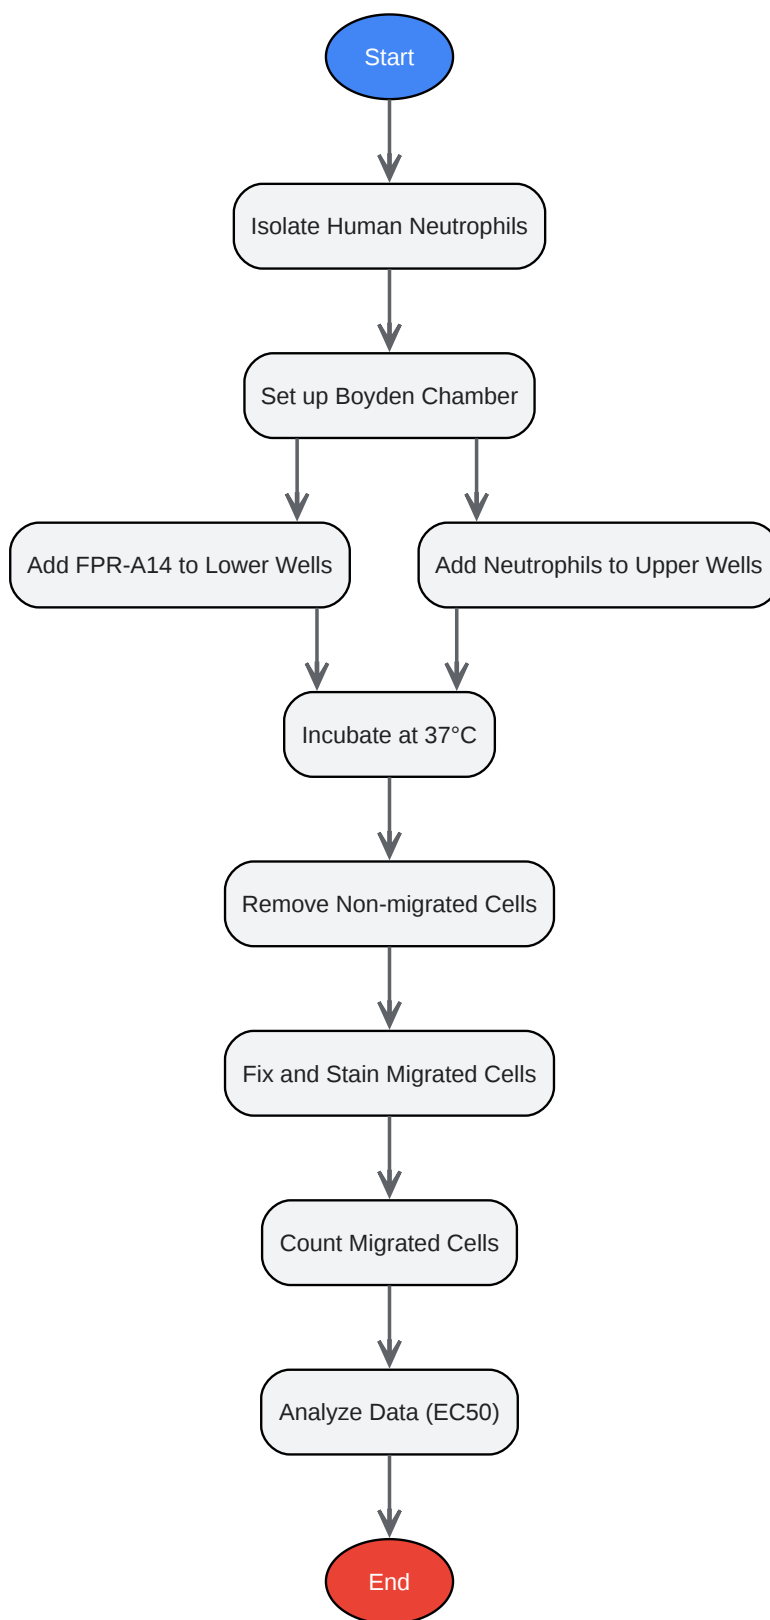 Start
Isolate Human Neutrophils
Set up Boyden Chamber
Add FPR-A14 to Lower Wells
Add Neutrophils to Upper Wells
Incubate at 37°C
Remove Non-migrated Cells
Fix and Stain Migrated Cells
Count Migrated Cells
Analyze Data (EC50)
End